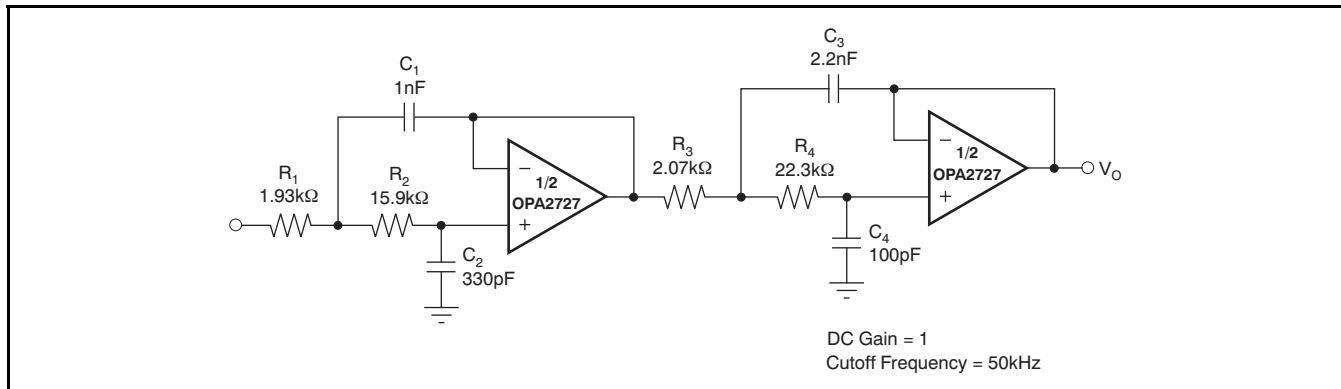 C₁
1nF
C₃
2.2nF
R₁
1.93kΩ
R₂
15.9kΩ
−
1/2
OPA2727
+
C₂
330pF
R₃
2.07kΩ
R₄
22.3kΩ
−
1/2
OPA2727
+
C₄
100pF
V₀
DC Gain = 1
Cutoff Frequency = 50kHz